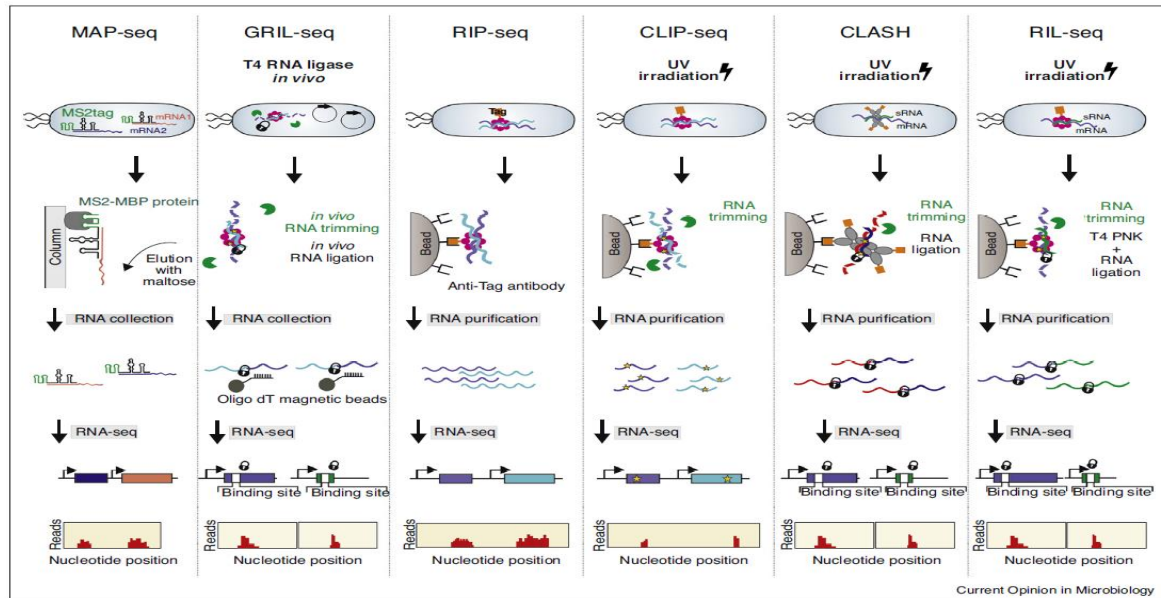 MAP-seq
GRIL-seq
RIP-seq
CLIP-seq
CLASH
RIL-seq
T4 RNA ligase
in vivo
UV
irradiation
UV
irradiation
UV
irradiation
MS2tag
mRNA1
mRNA2
Tag
sRNA
mRNA
sRNA
mRNA
MS2-MBP protein
Column
Elution
with
maltose
in vivo
RNA trimming
in vivo
RNA ligation
Bead
Anti-Tag antibody
Bead
RNA
trimming
Bead
RNA
trimming
RNA
ligation
Bead
RNA
trimming
T4 PNK
+
RNA
ligation
RNA collection
RNA collection
RNA purification
RNA purification
RNA purification
RNA purification
Oligo dT magnetic beads
RNA-seq
RNA-seq
RNA-seq
RNA-seq
RNA-seq
RNA-seq
Binding site
Binding site
Binding site
Binding site
Binding site
Binding site
Reads
Reads
Reads
Reads
Reads
Reads
Nucleotide position
Nucleotide position
Nucleotide position
Nucleotide position
Nucleotide position
Nucleotide position
Current Opinion in Microbiology